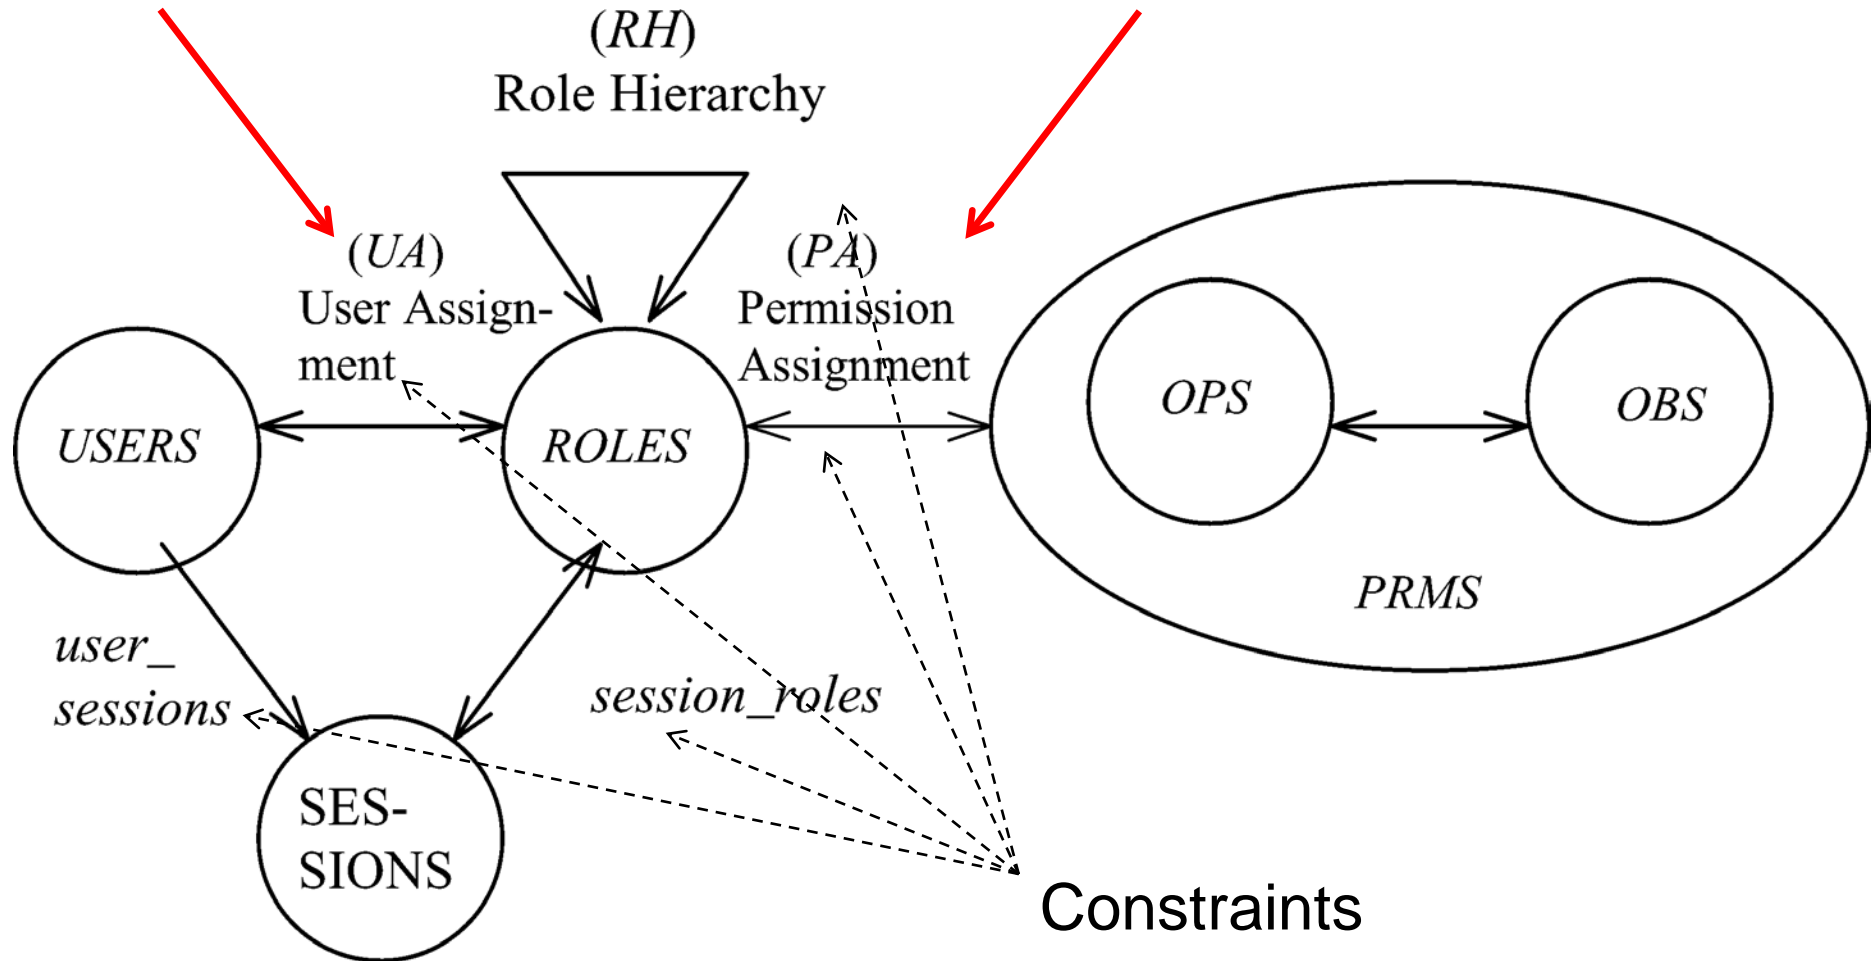 (RH)
Role Hierarchy
(UA)
User Assign-
ment
(PA)
Permission
Assignment
USERS
ROLES
OPS
OBS
PRMS
user_
sessions
session_roles
SES-
SIONS
Constraints